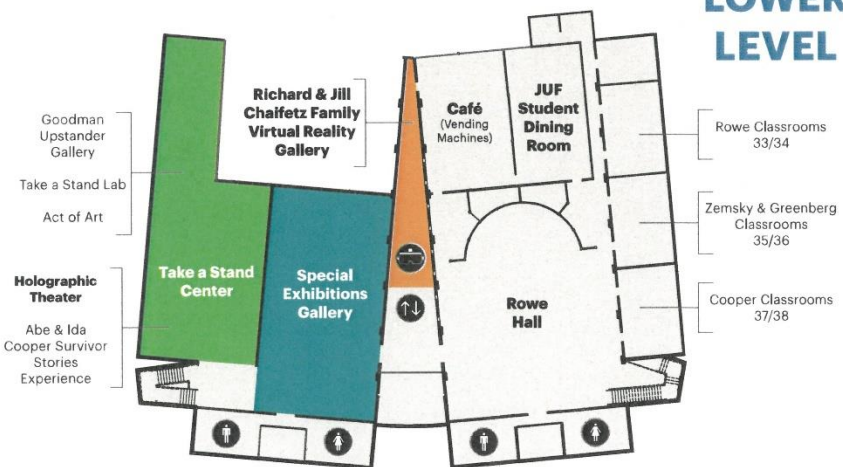 LOWER
LEVEL
Richard & Jill
Chaifetz Family
Virtual Reality
Gallery
Café
(Vending
Machines)
JUF
Student
Dining
Room
Goodman
Upstander
Gallery
Take a Stand Lab
Act of Art
Rowe Classrooms
33/34
Zemsky & Greenberg
Classrooms
35/36
Holographic
Theater
Abe & Ida
Cooper Survivor
Stories
Experience
Take a Stand
Center
Special
Exhibitions
Gallery
Rowe
Hall
Cooper Classrooms
37/38